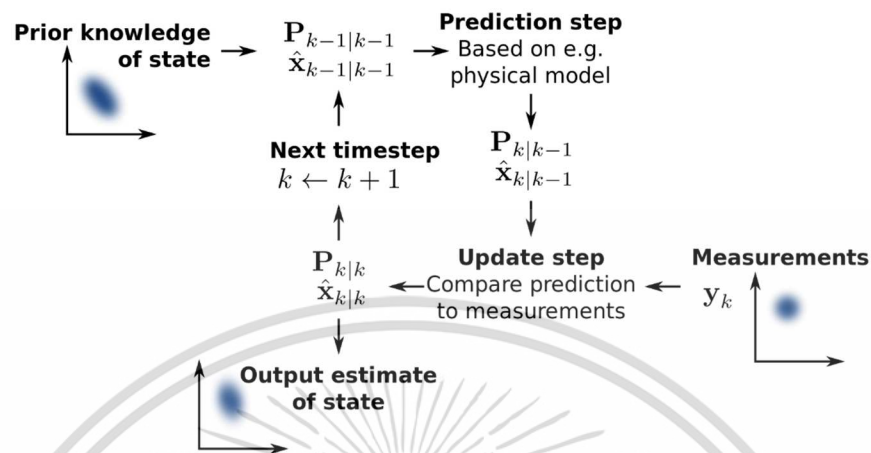 Prior knowledge
of state
P_{k−1|k−1}
x̂_{k−1|k−1}
Prediction step
Based on e.g.
physical model
Next timestep
k ← k + 1
P_{k|k−1}
x̂_{k|k−1}
P_{k|k}
x̂_{k|k}
Update step
Compare prediction
to measurements
Measurements
y_k
Output estimate
of state